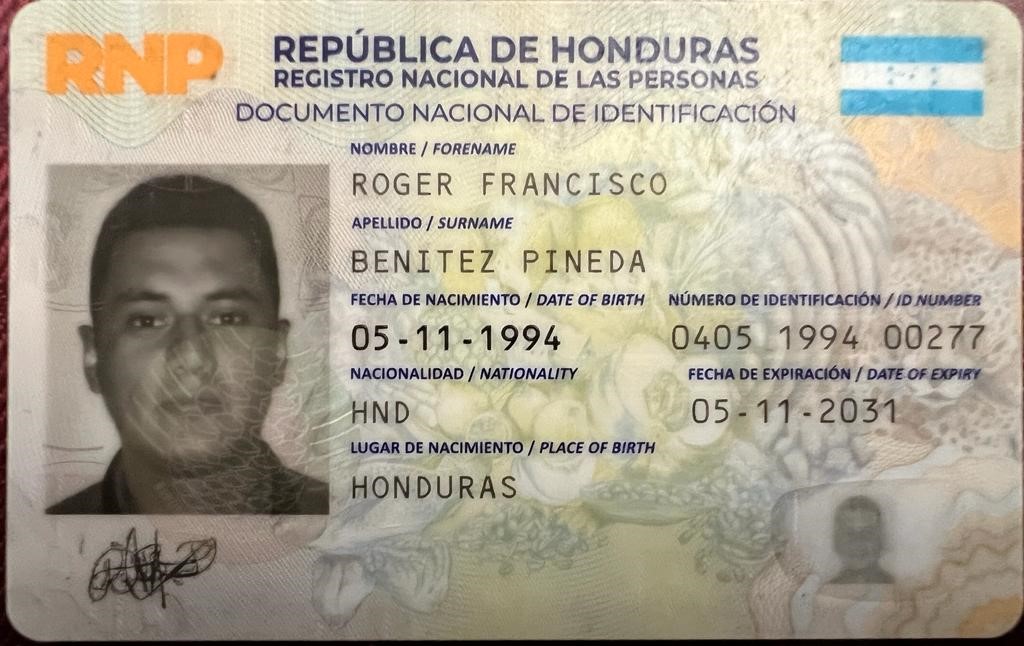 RNP
REPÚBLICA DE HONDURAS
REGISTRO NACIONAL DE LAS PERSONAS
DOCUMENTO NACIONAL DE IDENTIFICACIÓN
NOMBRE / FORENAME
ROGER FRANCISCO
APELLIDO / SURNAME
BENITEZ PINEDA
FECHA DE NACIMIENTO / DATE OF BIRTH NÚMERO DE IDENTIFICACIÓN / ID NUMBER
05-11-1994 0405 1994 00277
NACIONALIDAD / NATIONALITY FECHA DE EXPIRACIÓN / DATE OF EXPIRY
HND 05-11-2031
LUGAR DE NACIMIENTO / PLACE OF BIRTH
HONDURAS